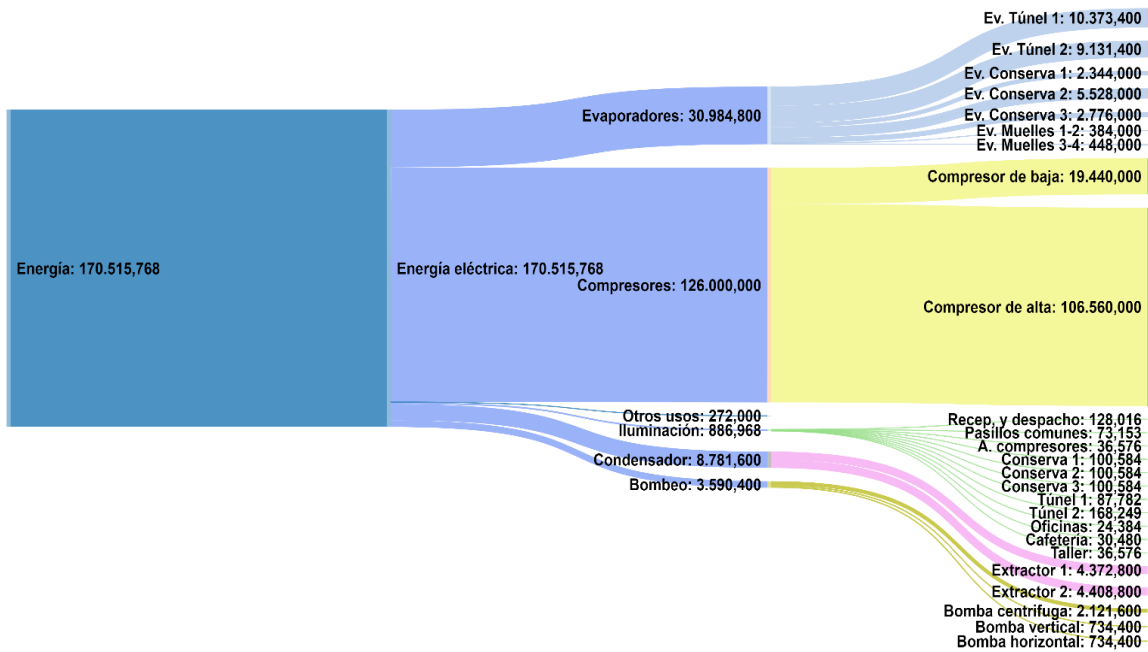 Energía: 170.515,768
Energía eléctrica: 170.515,768
Evaporadores: 30.984,800
Compresores: 126.000,000
Otros usos: 272,000
Iluminación: 886,968
Condensador: 8.781,600
Bombeo: 3.590,400
Ev. Túnel 1: 10.373,400
Ev. Túnel 2: 9.131,400
Ev. Conserva 1: 2.344,000
Ev. Conserva 2: 5.528,000
Ev. Conserva 3: 2.776,000
Ev. Muelles 1-2: 384,000
Ev. Muelles 3-4: 448,000
Compresor de baja: 19.440,000
Compresor de alta: 106.560,000
Recep, y despacho: 128,016
Pasillos comunes: 73,153
A. compresores: 36,576
Conserva 1: 100,584
Conserva 2: 100,584
Conserva 3: 100,584
Túnel 1: 87,782
Túnel 2: 168,249
Oficinas: 24,384
Cafetería: 30,480
Taller: 36,576
Extractor 1: 4.372,800
Extractor 2: 4.408,800
Bomba centrifuga: 2.121,600
Bomba vertical: 734,400
Bomba horizontal: 734,400